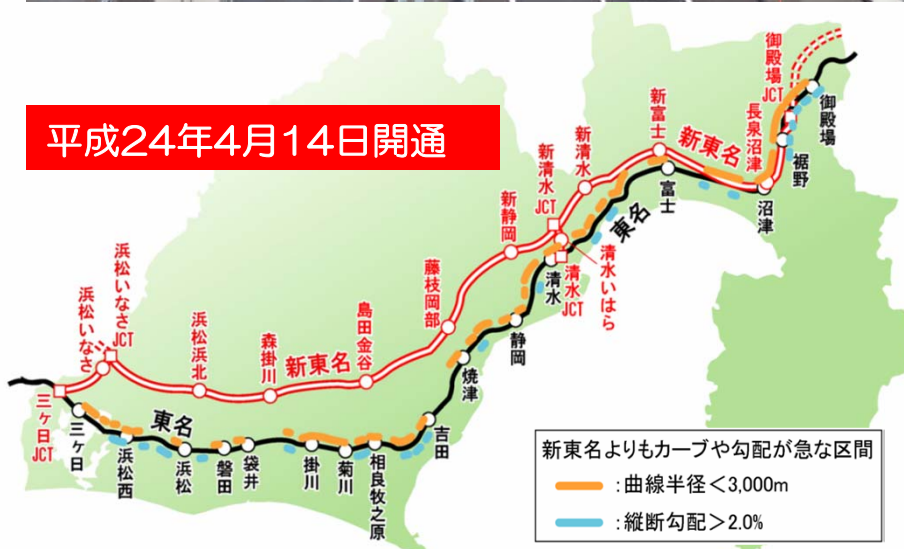 平成24年4月14日開通
御殿場JCT
御殿場
長泉沼津
裾野
新東名
新富士
沼津
富士
新清水
新清水JCT
東名
清水いはら
新静岡
清水
清水JCT
静岡
藤枝岡部
焼津
島田金谷
新東名
森掛川
浜松浜北
浜松いなさJCT
浜松いなさ
三ヶ日JCT
三ヶ日
東名
浜松西
浜松
磐田
袋井
掛川
菊川
相良牧之原
吉田
新東名よりもカーブや勾配が急な区間
:曲線半径<3,000m
:縦断勾配>2.0%